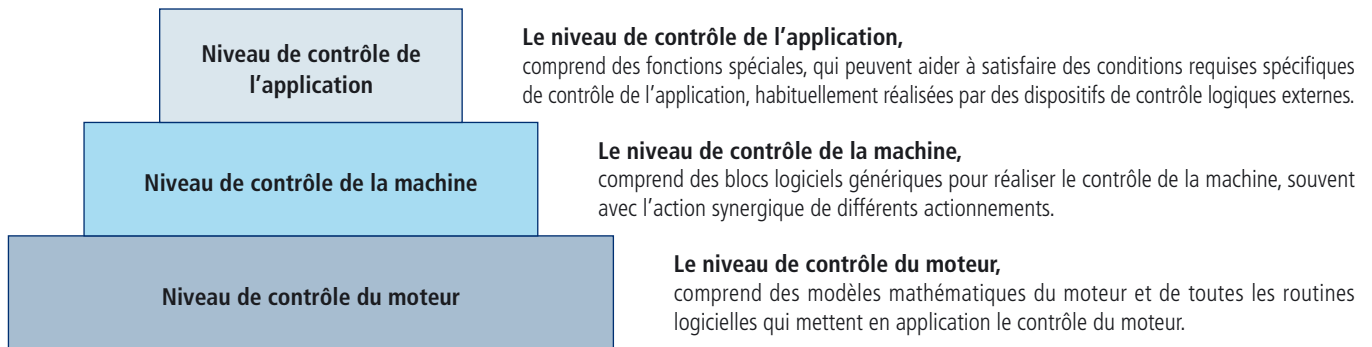 Niveau de contrôle de
l’application
Le niveau de contrôle de l’application,
comprend des fonctions spéciales, qui peuvent aider à satisfaire des conditions requises spécifiques
de contrôle de l’application, habituellement réalisées par des dispositifs de contrôle logiques externes.
Niveau de contrôle de la machine
Le niveau de contrôle de la machine,
comprend des blocs logiciels génériques pour réaliser le contrôle de la machine, souvent
avec l’action synergique de différents actionnements.
Niveau de contrôle du moteur
Le niveau de contrôle du moteur,
comprend des modèles mathématiques du moteur et de toutes les routines
logicielles qui mettent en application le contrôle du moteur.